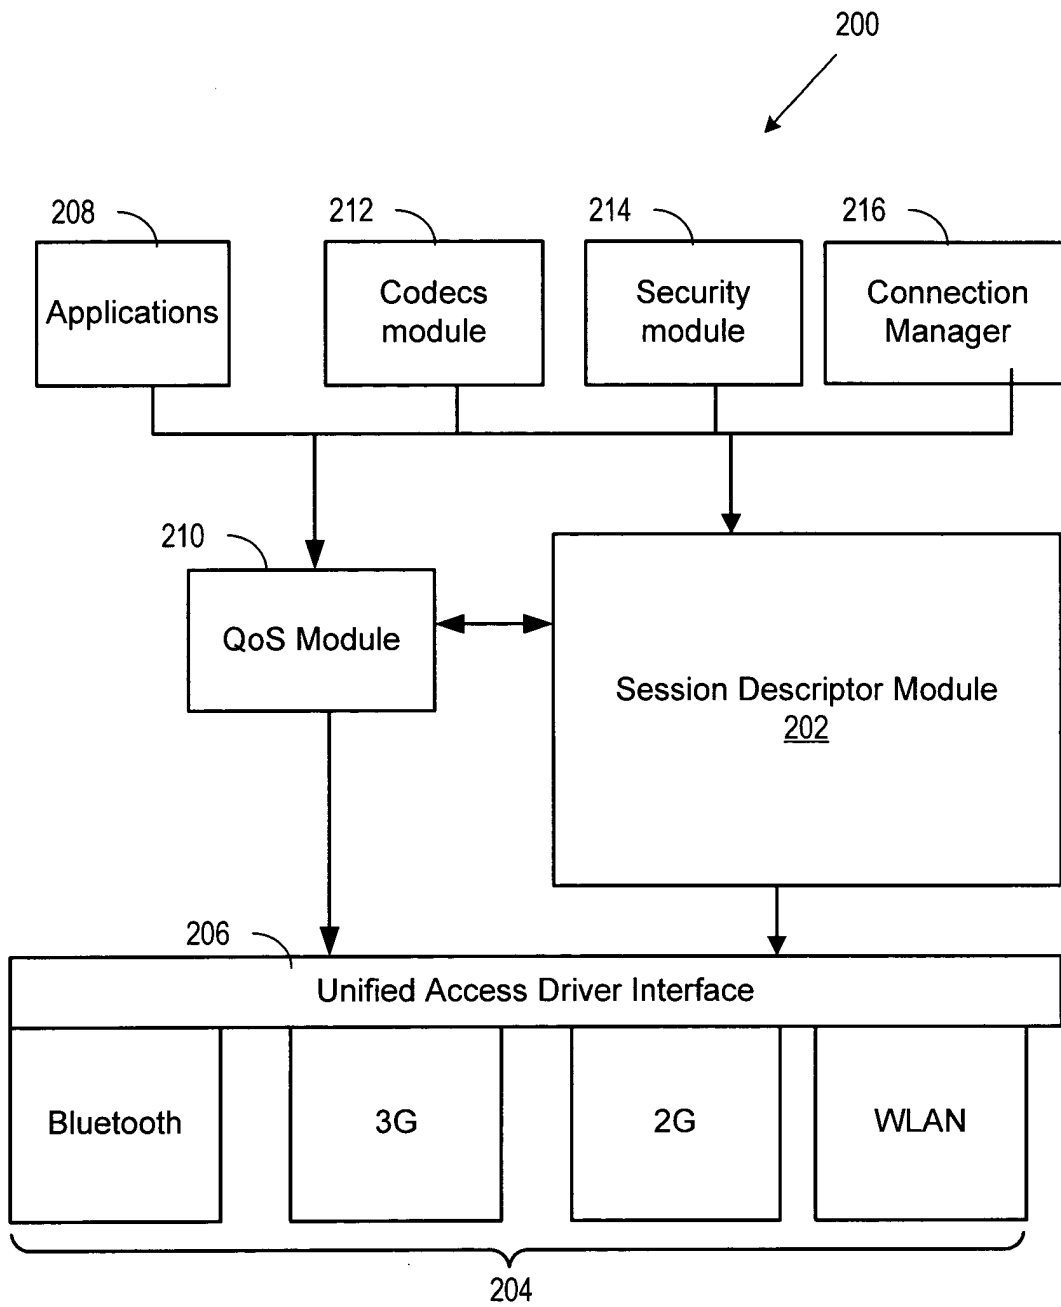 200
208
212
214
216
Applications
Codecs
module
Security
module
Connection
Manager
210
QoS Module
Session Descriptor Module
202
206
Unified Access Driver Interface
Bluetooth
3G
2G
WLAN
204